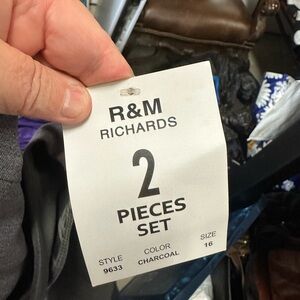 R&M
RICHARDS
2
PIECES
SET
STYLE COLOR SIZE
9633 CHARCOAL 16